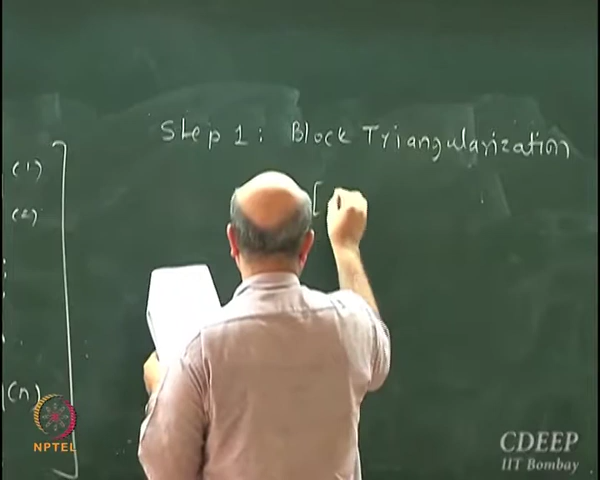 Step 1: Block Triangularization
(1)
[
(2)
(n)
NPTEL
CDEEP
IIT Bombay